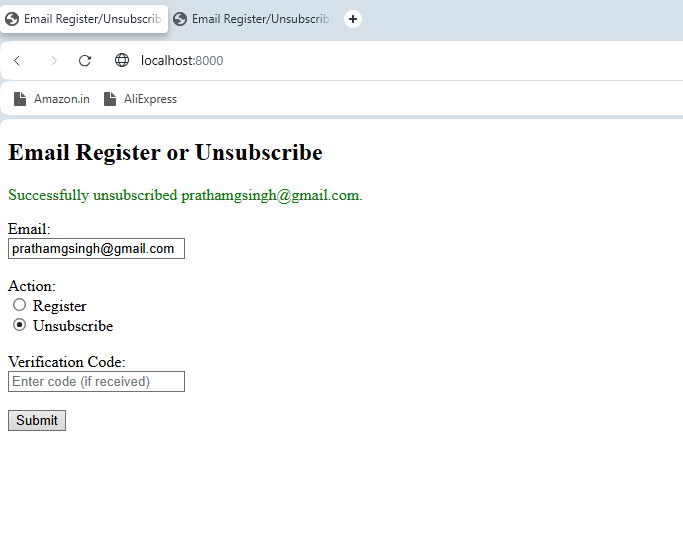 Email Register/Unsubscrib Email Register/Unsubscrib
localhost:8000
Amazon.in AliExpress
Email Register or Unsubscribe
Successfully unsubscribed prathamgsingh@gmail.com.
Email:
prathamgsingh@gmail.com
Action:
Register
Unsubscribe
Verification Code:
Enter code (if received)
Submit